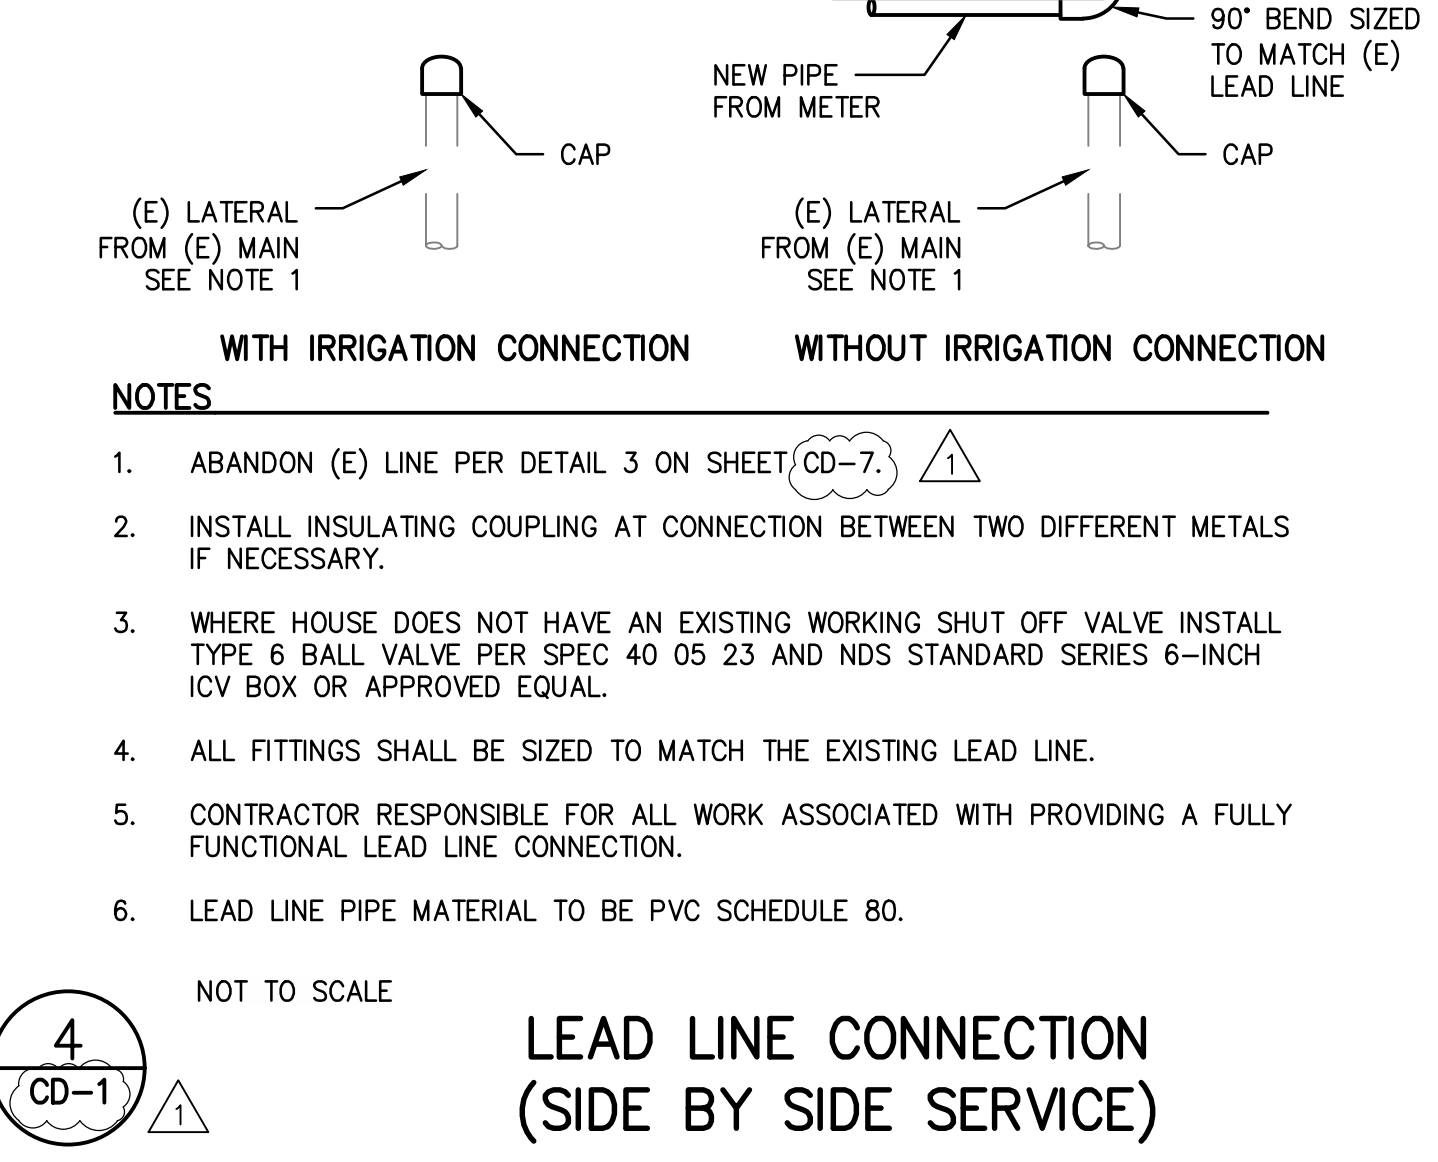 90° BEND SIZED
TO MATCH (E)
LEAD LINE
NEW PIPE
FROM METER
CAP
CAP
(E) LATERAL
FROM (E) MAIN
SEE NOTE 1
(E) LATERAL
FROM (E) MAIN
SEE NOTE 1
WITH IRRIGATION CONNECTION
WITHOUT IRRIGATION CONNECTION
NOTES
1. ABANDON (E) LINE PER DETAIL 3 ON SHEET CD-7. 1
2. INSTALL INSULATING COUPLING AT CONNECTION BETWEEN TWO DIFFERENT METALS
IF NECESSARY.
3. WHERE HOUSE DOES NOT HAVE AN EXISTING WORKING SHUT OFF VALVE INSTALL
TYPE 6 BALL VALVE PER SPEC 40 05 23 AND NDS STANDARD SERIES 6-INCH
ICV BOX OR APPROVED EQUAL.
4. ALL FITTINGS SHALL BE SIZED TO MATCH THE EXISTING LEAD LINE.
5. CONTRACTOR RESPONSIBLE FOR ALL WORK ASSOCIATED WITH PROVIDING A FULLY
FUNCTIONAL LEAD LINE CONNECTION.
6. LEAD LINE PIPE MATERIAL TO BE PVC SCHEDULE 80.
NOT TO SCALE
4
CD-1
1
LEAD LINE CONNECTION
(SIDE BY SIDE SERVICE)